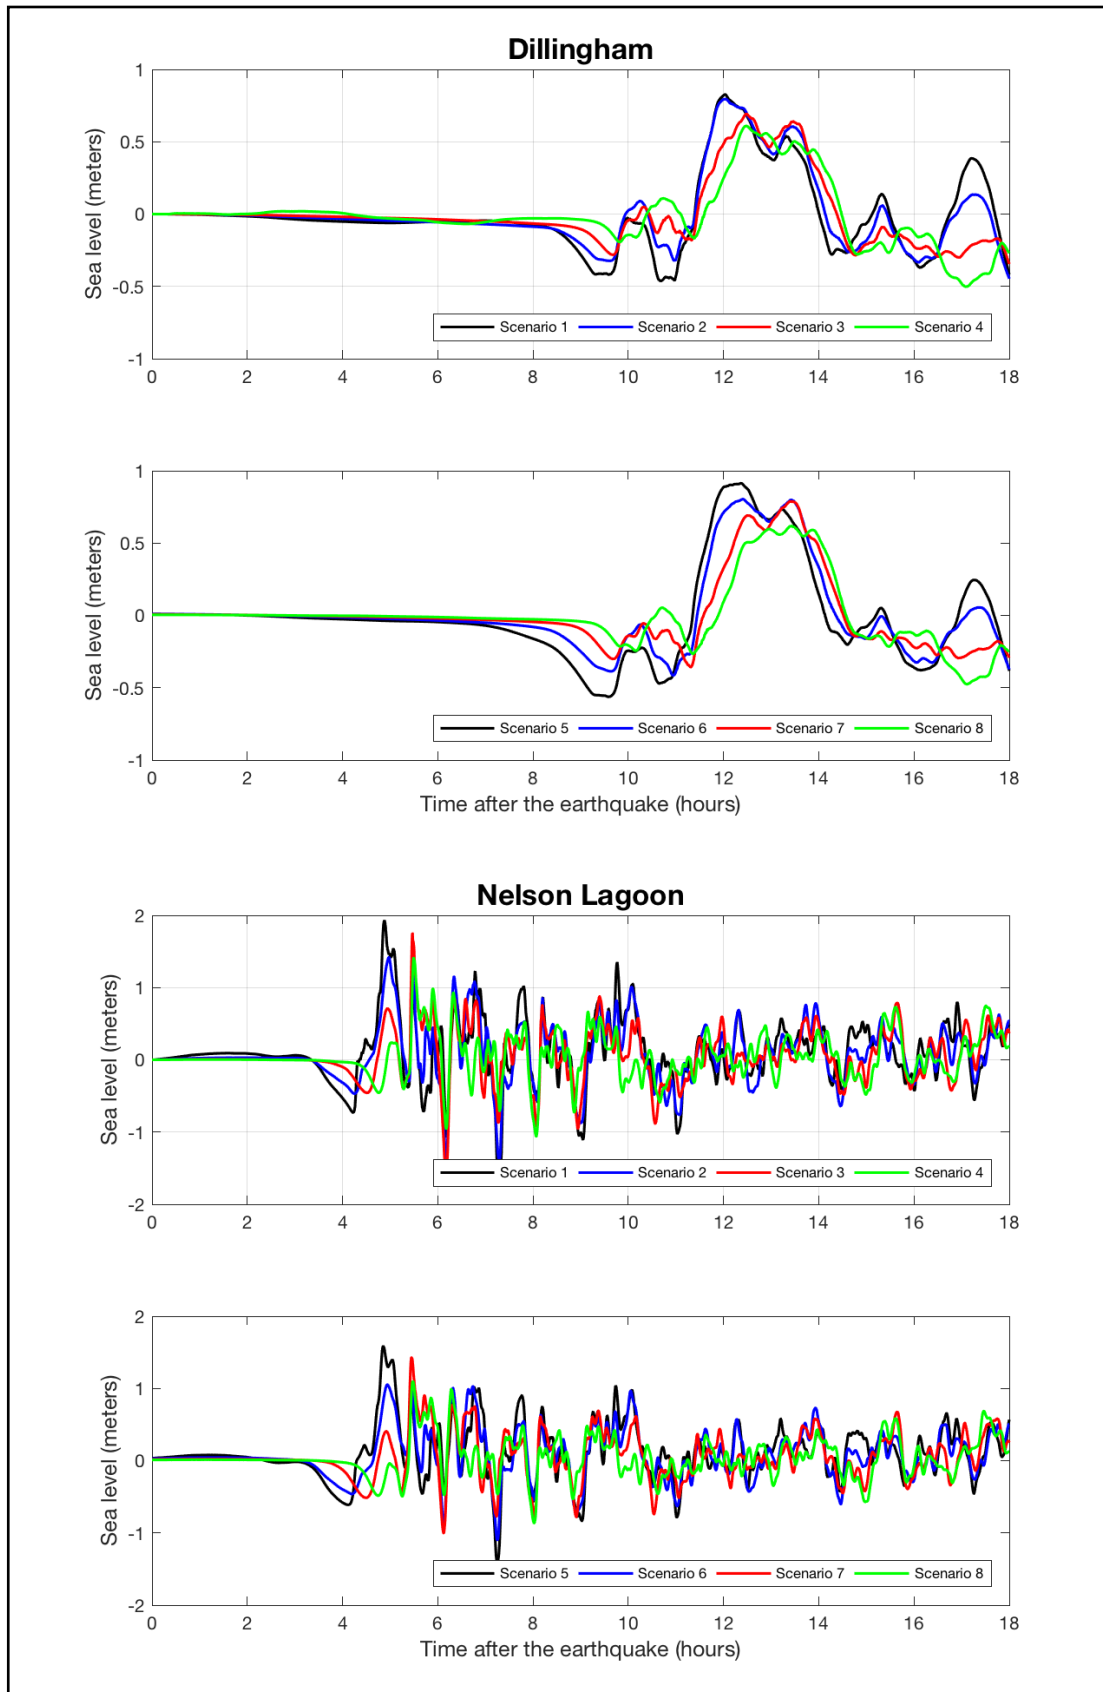 Dillingham
1
0.5
0
-0.5
-1
Sea level (meters)
Scenario 1 Scenario 2 Scenario 3 Scenario 4
0 2 4 6 8 10 12 14 16 18
1
0.5
0
-0.5
-1
Sea level (meters)
Scenario 5 Scenario 6 Scenario 7 Scenario 8
0 2 4 6 8 10 12 14 16 18
Time after the earthquake (hours)
Nelson Lagoon
2
1
0
-1
-2
Sea level (meters)
Scenario 1 Scenario 2 Scenario 3 Scenario 4
0 2 4 6 8 10 12 14 16 18
2
1
0
-1
-2
Sea level (meters)
Scenario 5 Scenario 6 Scenario 7 Scenario 8
0 2 4 6 8 10 12 14 16 18
Time after the earthquake (hours)